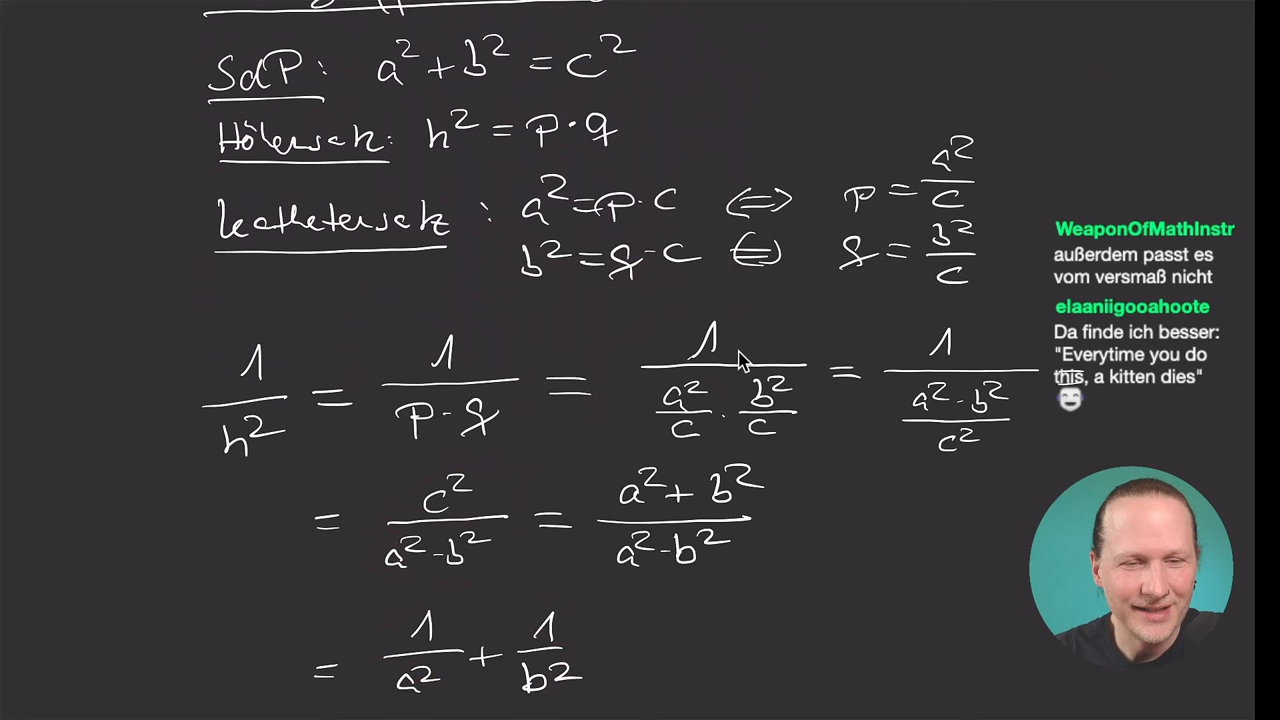 SdP: a² + b² = c²
Höhensatz: h² = p · q
Kathetensatz: a² = p · c ⇔ p = a²/c
b² = q · c ⇔ q = b²/c
1/h² = 1/(p · q) = 1/(a²/c · b²/c) = 1/((a² · b²)/c²)
= c²/(a² · b²) = (a² + b²)/(a² · b²)
= 1/a² + 1/b²
WeaponOfMathInstr
außerdem passt es
vom versmaß nicht
elaaniigooahoote
Da finde ich besser:
"Everytime you do
this, a kitten dies"